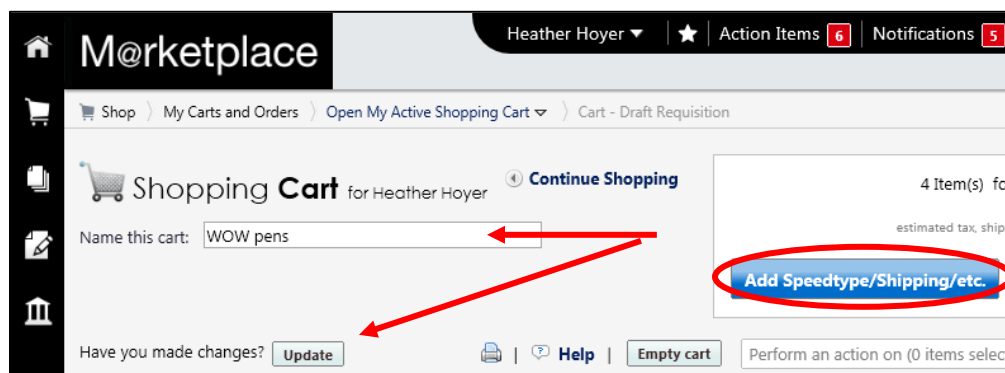 Heather Hoyer ▼ | ★ | Action Items 6 | Notifications 5
M@rketplace
Shop 〉 My Carts and Orders 〉 Open My Active Shopping Cart ▽ 〉 Cart - Draft Requisition
Shopping Cart for Heather Hoyer
Continue Shopping
Name this cart: WOW pens
4 Item(s) fo
estimated tax, ship
Add Speedtype/Shipping/etc.
Have you made changes? Update
| ? Help | Empty cart
Perform an action on (0 items selec